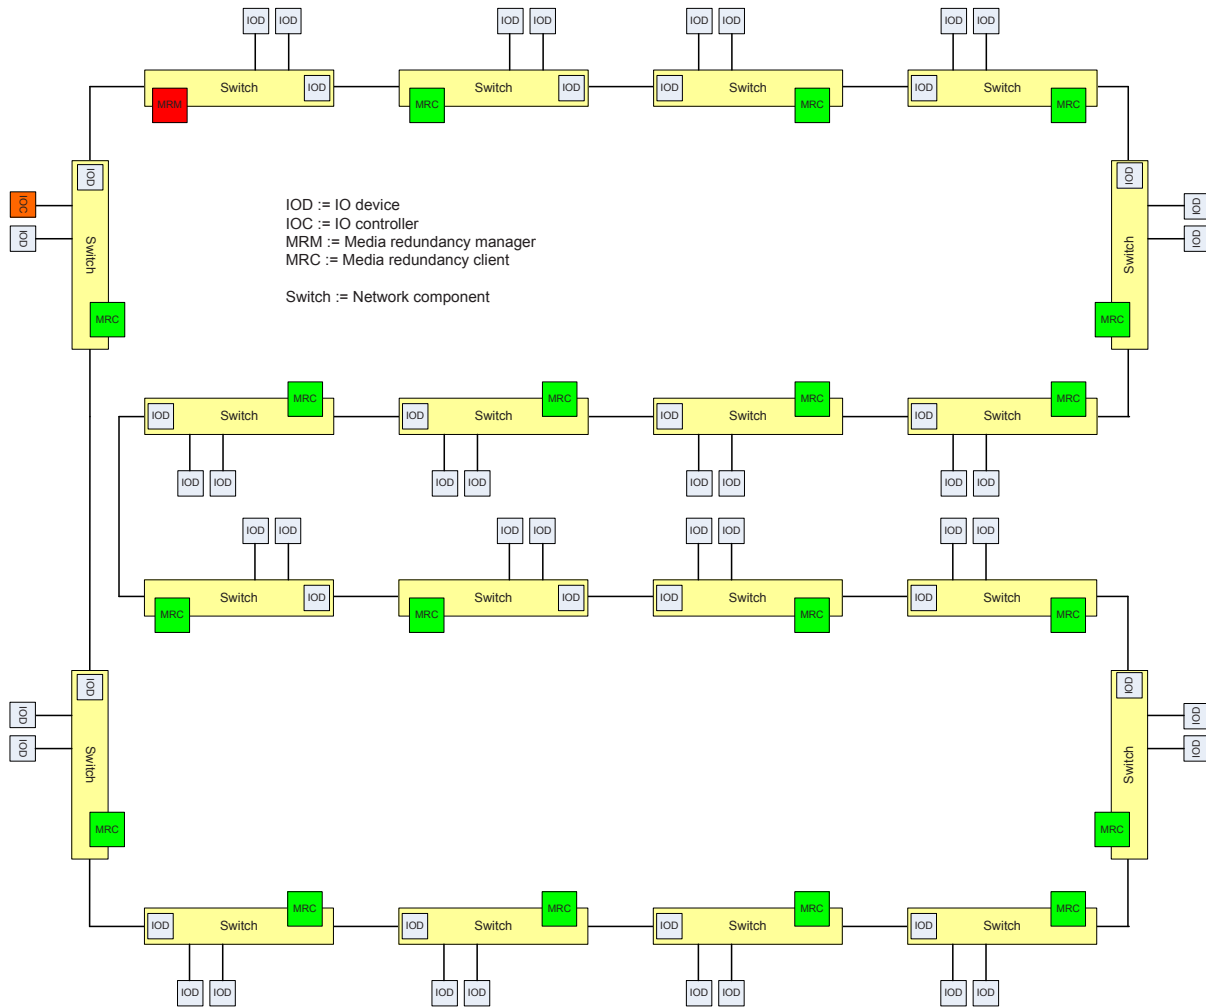 IOD IOD IOD IOD IOD IOD IOD IOD
Switch IOD Switch IOD IOD Switch IOD Switch
MRM MRC MRC MRC
IOD IOD
IOC IOD
IOD IOD
Switch Switch
IOD := IO device
IOC := IO controller
MRM := Media redundancy manager
MRC := Media redundancy client
Switch := Network component
MRC MRC
MRC MRC MRC MRC
IOD Switch IOD Switch IOD Switch IOD Switch
IOD IOD IOD IOD IOD IOD IOD IOD
IOD IOD IOD IOD IOD IOD IOD IOD
Switch IOD Switch IOD IOD Switch IOD Switch
MRC MRC MRC MRC
IOD IOD
IOD IOD
IOD IOD
Switch Switch
MRC MRC
MRC MRC MRC MRC
IOD Switch IOD Switch IOD Switch IOD Switch
IOD IOD IOD IOD IOD IOD IOD IOD